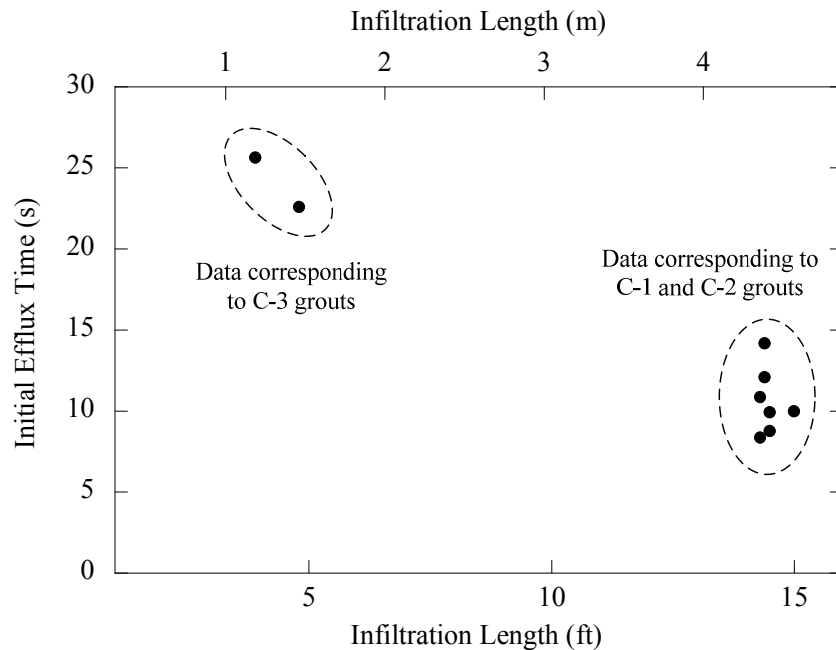 Infiltration Length (m)
1 2 3 4
30
25
20
15
10
5
0
Initial Efflux Time (s)
Data corresponding
to C-3 grouts
Data corresponding to
C-1 and C-2 grouts
5 10 15
Infiltration Length (ft)